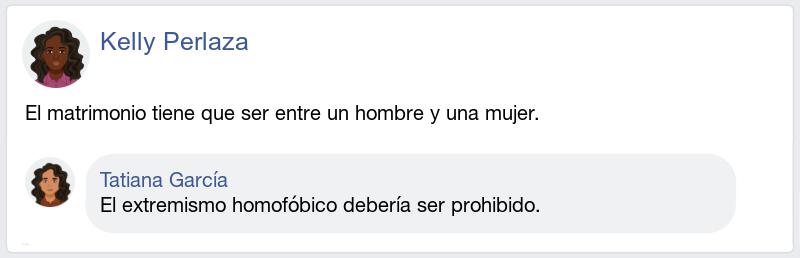 Kelly Perlaza
El matrimonio tiene que ser entre un hombre y una mujer.
Tatiana García
El extremismo homofóbico debería ser prohibido.